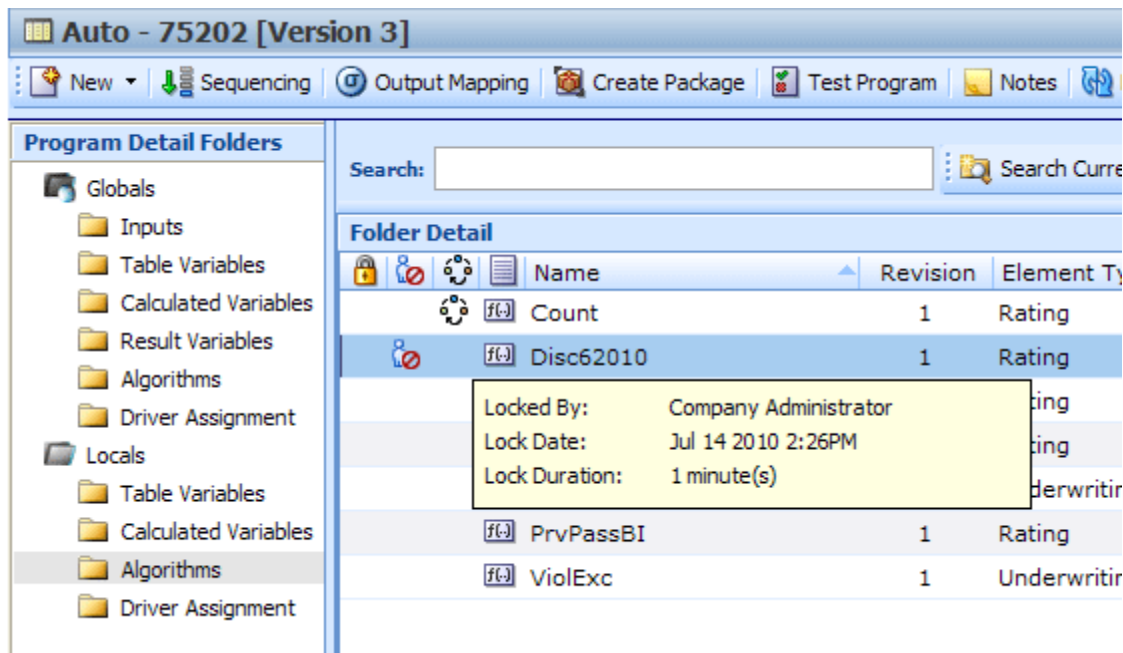 Auto - 75202 [Version 3]
New Sequencing Output Mapping Create Package Test Program Notes
Program Detail Folders
Globals
Inputs
Table Variables
Calculated Variables
Result Variables
Algorithms
Driver Assignment
Locals
Table Variables
Calculated Variables
Algorithms
Driver Assignment
Search: Search Curre
Folder Detail
Name Revision Element Ty
f(.) Count 1 Rating
f(.) Disc62010 1 Rating
Locked By: Company Administrator
Lock Date: Jul 14 2010 2:26PM
Lock Duration: 1 minute(s)
ting
ting
derwritin
f(.) PrvPassBI 1 Rating
f(.) ViolExc 1 Underwritin